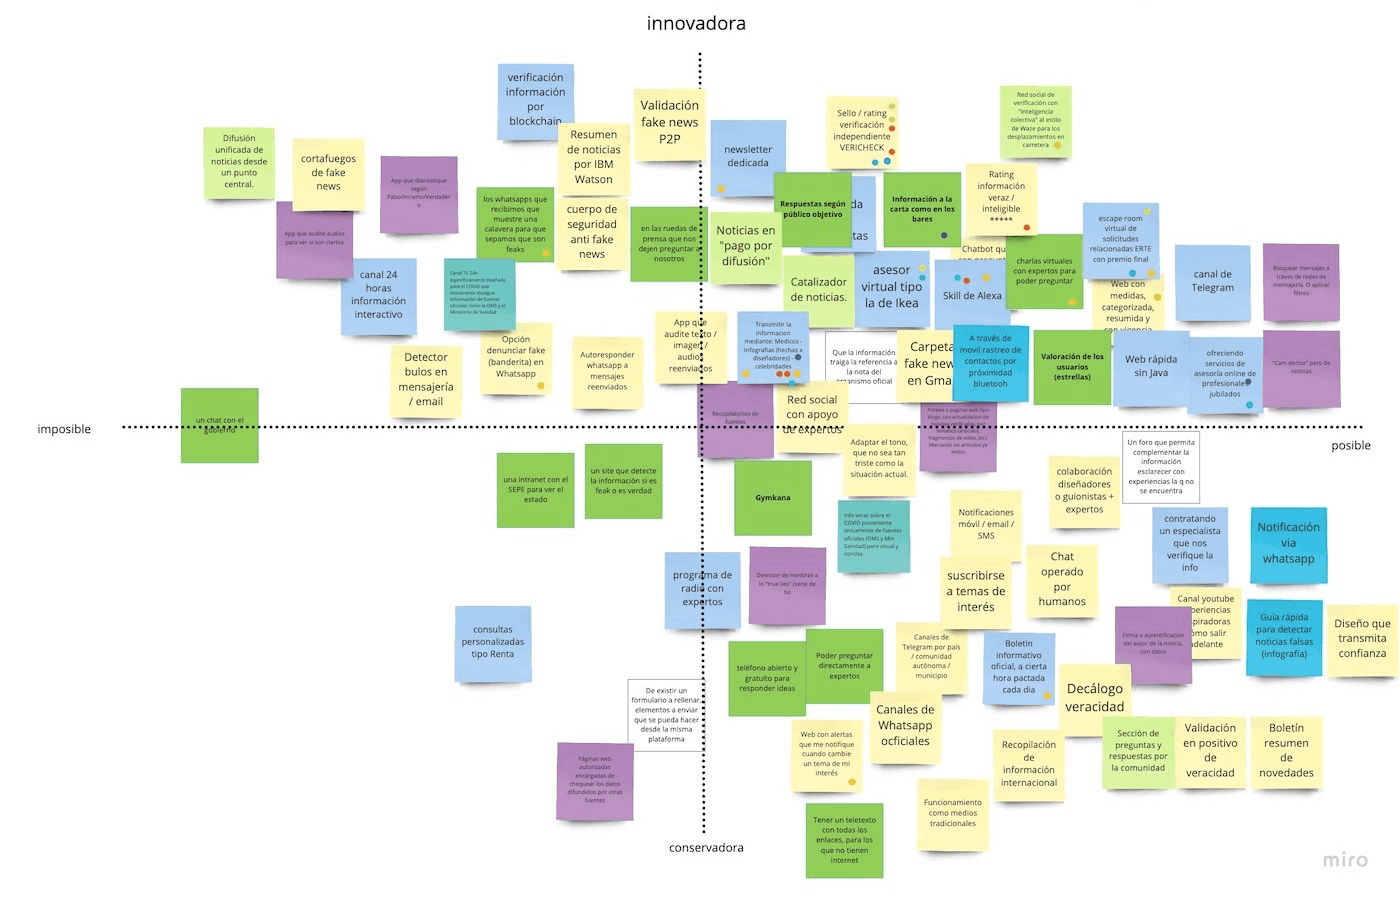 innovadora
verificación
información
por
blockchain
Validación
fake news
P2P
Sello / rating
verificación
independiente
VERICHECK
Red social de
verificación con
"inteligencia
colectiva" al estilo
de Waze para los
desplazamientos en
carretera
Difusión
unificada de
noticias desde
un punto
central.
cortafuegos
de fake
news
App que dianostique
según
Falso/Incierto/Verdader
o
Resumen
de noticias
por IBM
Watson
newsletter
dedicada
App que audite audios
para ver si son ciertos
los whatsapps que
recibimos que
muestre una
calavera para que
sepamos que son
feaks
cuerpo de
seguridad
anti fake
news
en las ruedas de
prensa que nos
dejen preguntar a
nosotros
Noticias en
"pago por
difusión"
Respuestas según
público objetivo
da
stas
Información a la
carta como en los
bares
Rating
información
veraz /
inteligible
*****
Chatbot que
charlas virtuales
con expertos para
poder preguntar
escape room
virtual de
solicitudes
relacionadas ERTE
con premio final
canal de
Telegram
Bloquear mensajes a
través de redes de
mensajería. O aplicar
filtros
canal 24
horas
información
interactivo
Canal TV 24h
específicamente diseñada
para el COVID que
únicamente divulgue
información de fuentes
oficiales como la OMS y el
Ministerio de Sanidad
Catalizador
de noticias.
asesor
virtual tipo
la de Ikea
Skill de Alexa
Web con
medidas,
categorizada,
resumida y
con vigencia
Detector
bulos en
mensajería
/ email
Opción
denunciar fake
(banderita) en
Whatsapp
Autoresponder
whatsapp a
mensajes
reenviados
App que
audite texto /
imagen /
audios
reenviados
Transmitir la
informacion
mediante: Medicos -
Infografias (hechas x
diseñadores) -
celebridades
Que la información
traiga la referencia a
la nota del
organismo oficial
Carpeta
fake news
en Gmail
A través de
movil rastreo de
contactos por
próximidad
bluetooh
Valoración de los
usuarios
(estrellas)
Web rápida
sin Java
ofreciendo
servicios de
asesoría online de
profesionales
jubilados
"Cam doctor" pero de
noticias
un chat con el
gobierno
Recopilatorios de
fuentes
Red social
con apoyo
de expertos
imposible
posible
Adaptar el tono,
que no sea tan
triste como la
situación actual.
blogs, con actualizacion de
fragmentos de video, etc).
Marcando los artículos ya
leídos
Un foro que permita
complementar la
información
esclarecer con
experiencias la q no
se encuentra
una intranet con el
SEPE para ver el
estado
un site que detecte
la información si es
feak o es verdad
Gymkana
colaboración
diseñadores
o guionistas +
expertos
Info veraz sobre el
COVID proveniente
únicamente de fuentes
oficiales (OMS y Min
Sanidad) pero visual y
concisa.
Notificaciones
móvil / email /
SMS
contratando
un especialista
que nos
verifique la
info
Notificación
via
whatsapp
programa de
radio con
expertos
Detector de mentiras a
lo "true lies" (serie de
tv)
suscribirse
a temas de
interés
Chat
operado
por
humanos
consultas
personalizadas
tipo Renta
Canal youtube
periencias
spiradoras
ómo salir
adelante
Firma o autentificacion
del autor de la noticia,
con datos
Guía rápida
para detectar
noticias falsas
(infografía)
Diseño que
transmita
confianza
teléfono abierto y
gratuito para
responder ideas
Poder preguntar
directamente a
expertos
Canales de
Telegram por país
/ comunidad
autónoma /
municipio
Boletin
informativo
oficial, a cierta
hora pactada
cada dia
Decálogo
veracidad
De existir un
formulario a rellenar,
elementos a enviar
que se pueda hacer
desde la misma
plataforma
Canales de
Whatsapp
ocficiales
Web con alertas
que me notifique
cuando cambie
un tema de mi
interés
Páginas web
autorizadas
encargadas de
chequear los datos
difundidos por otras
fuentes
Recopilación
de
información
internacional
Sección de
preguntas y
respuestas por
la comunidad
Validación
en positivo
de
veracidad
Boletín
resumen
de
novedades
Funcionamiento
como medios
tradicionales
Tener un teletexto
con todas los
enlaces, para los
que no tienen
internet
conservadora
miro